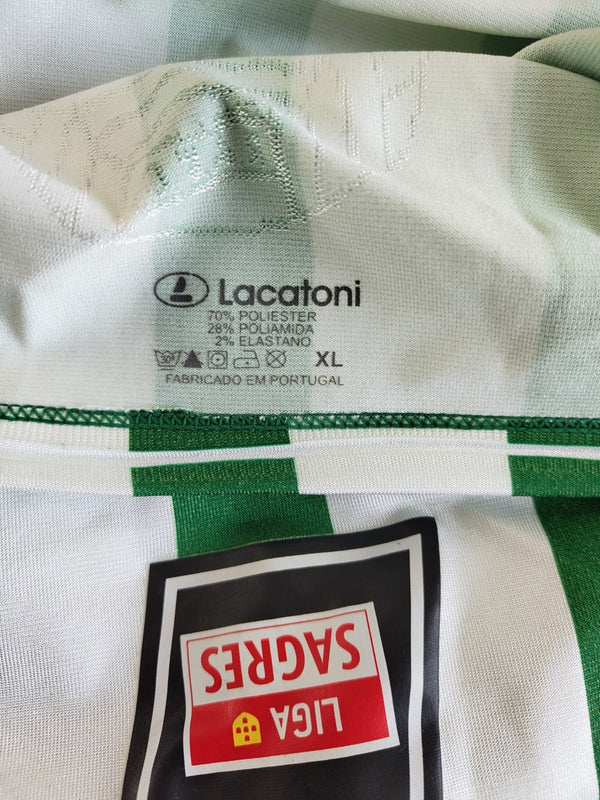 Lacatoni
70% POLIESTER
28% POLIAMIDA
2% ELASTANO
XL
FABRICADO EM PORTUGAL
LIGA
SAGRES